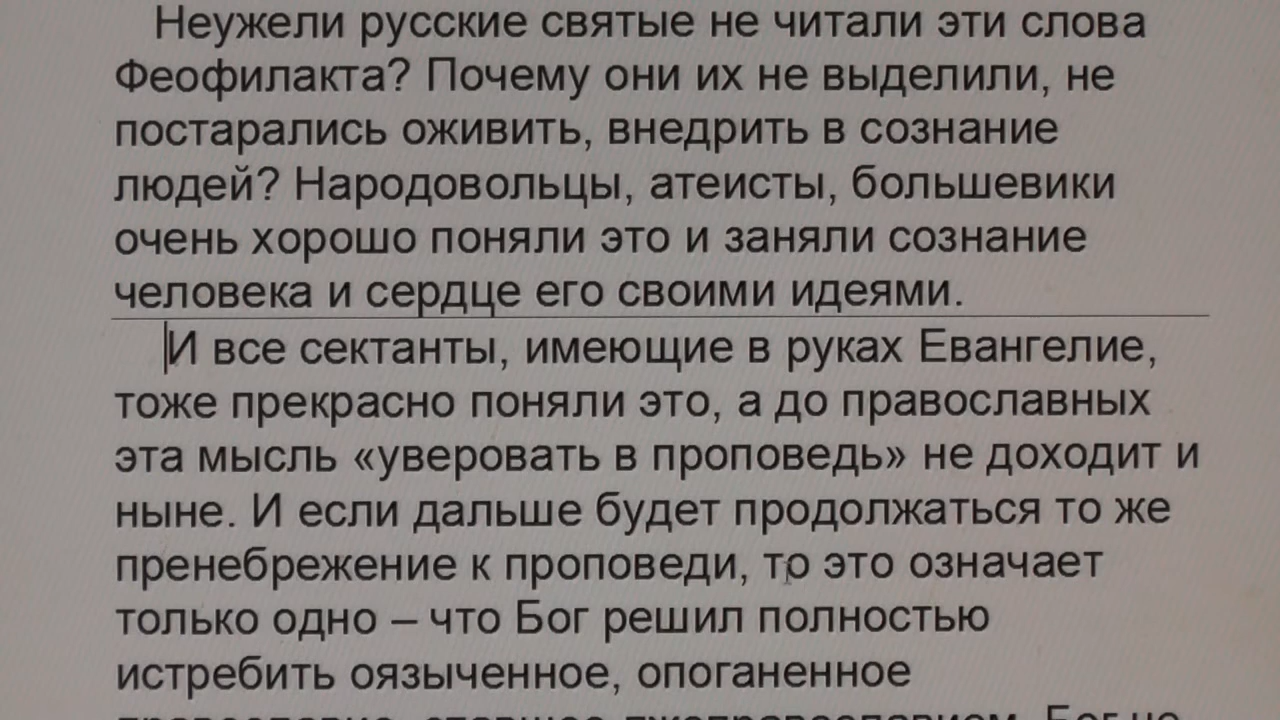 Неужели русские святые не читали эти слова
Феофилакта? Почему они их не выделили, не
постарались оживить, внедрить в сознание
людей? Народовольцы, атеисты, большевики
очень хорошо поняли это и заняли сознание
человека и сердце его своими идеями.
И все сектанты, имеющие в руках Евангелие,
тоже прекрасно поняли это, а до православных
эта мысль «уверовать в проповедь» не доходит и
ныне. И если дальше будет продолжаться то же
пренебрежение к проповеди, то это означает
только одно – что Бог решил полностью
истребить оязыченное, опоганенное